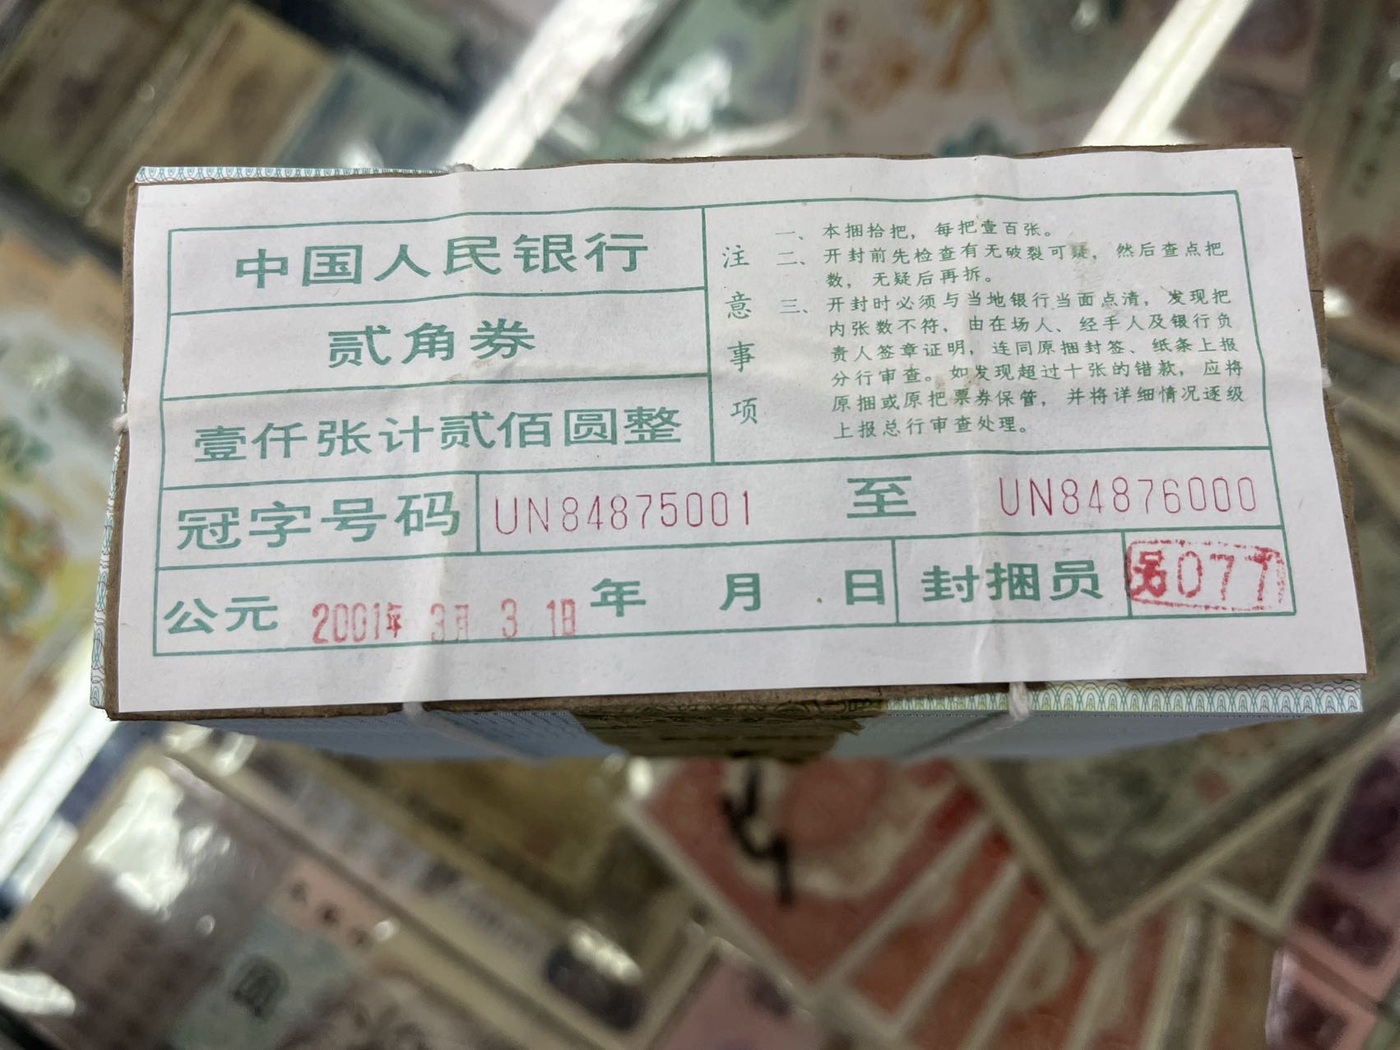 中国人民银行
贰角券
壹仟张计贰佰圆整
注意事项
一、本捆拾把，每把壹百张。
二、开封前先检查有无破裂可疑，然后查点把
数，无疑后再拆。
三、开封时必须与当地银行当面点清，发现把
内张数不符，由在场人、经手人及银行负
责人签章证明，连同原捆封签、纸条上报
分行审查。如发现超过十张的错款，应将
原捆或原把票券保管，并将详细情况逐级
上报总行审查处理。
冠字号码 UN84875001 至 UN84876000
公元 2001年 3月 3 1日 年 月 日 封捆员 077